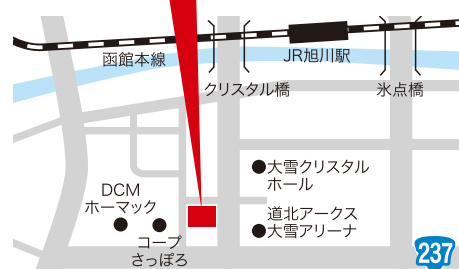 函館本線
JR旭川駅
クリスタル橋
氷点橋
大雪クリスタル
ホール
DCM
ホーマック
道北アークス
大雪アリーナ
コープ
さっぽろ
237